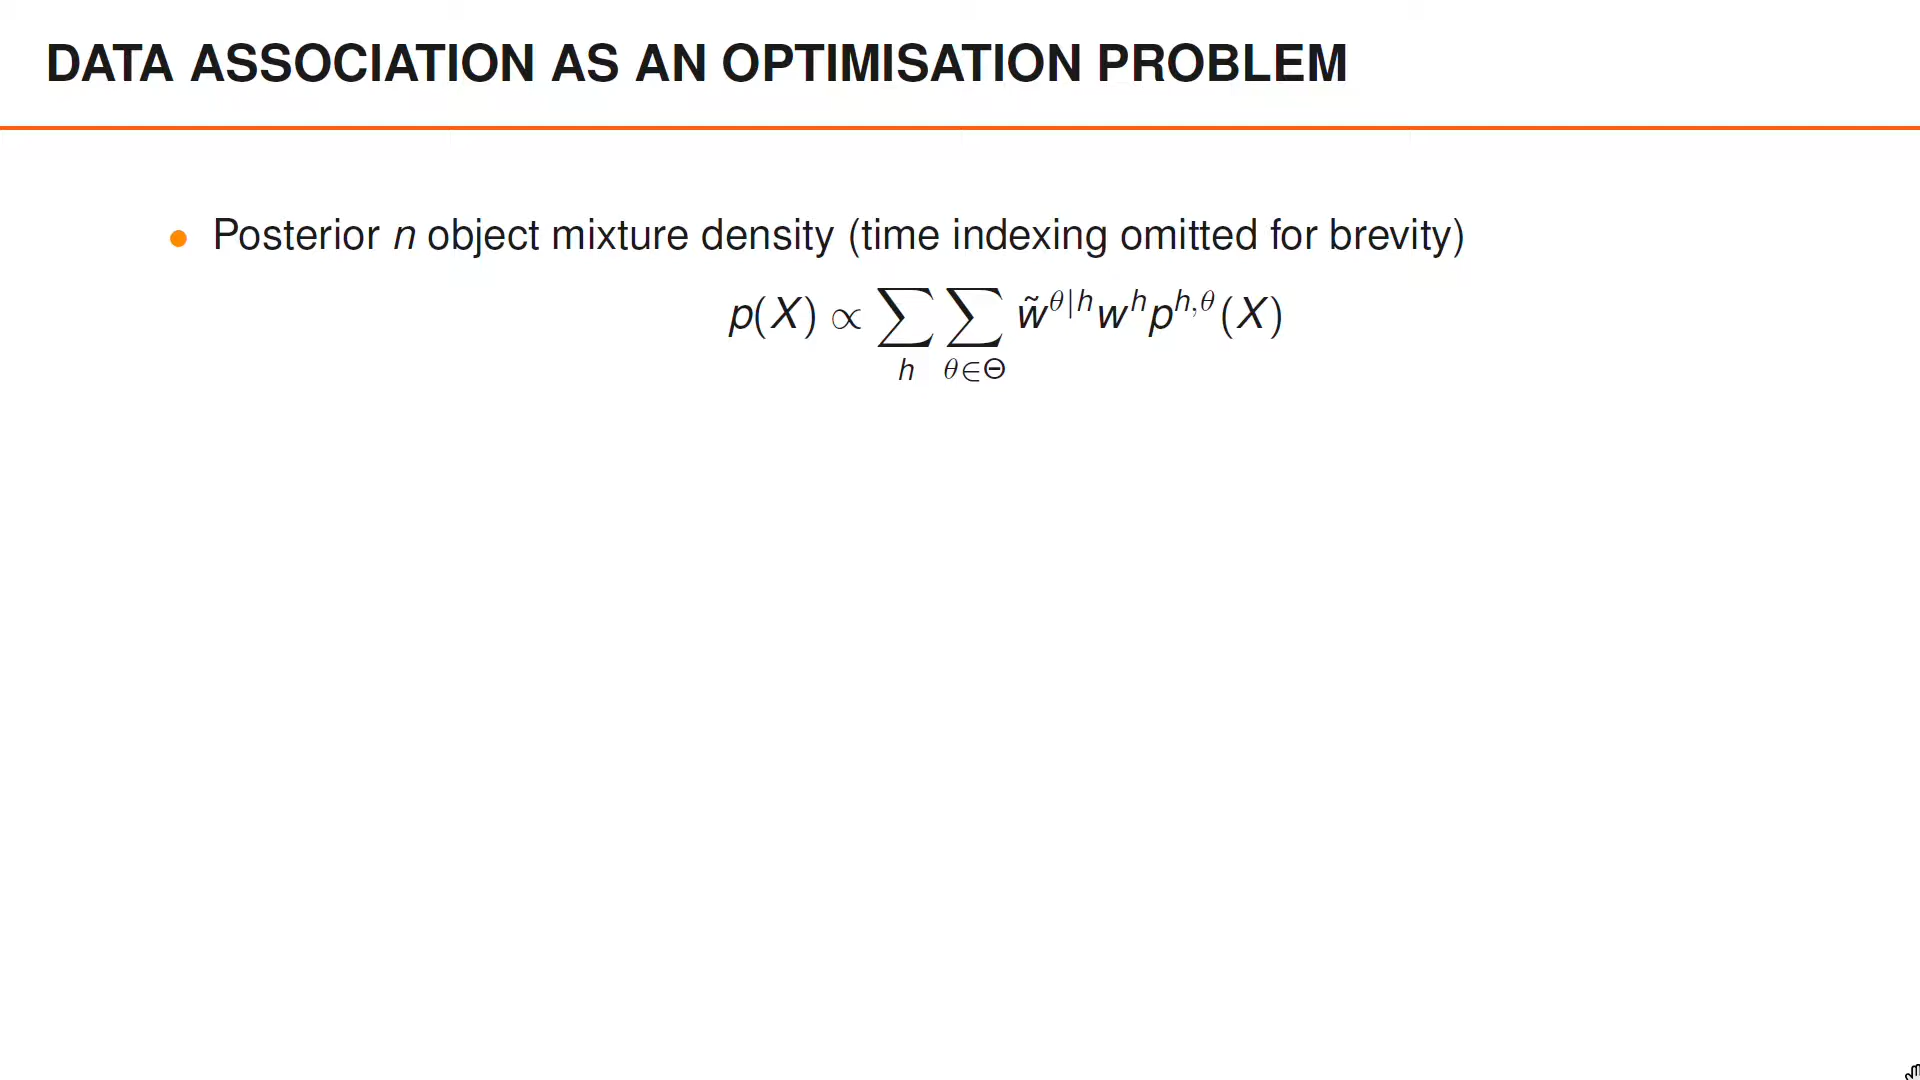 DATA ASSOCIATION AS AN OPTIMISATION PROBLEM
• Posterior n object mixture density (time indexing omitted for brevity)
p(X) ∝ ∑_h ∑_{θ∈Θ} w̃^{θ|h} w^h p^{h,θ}(X)